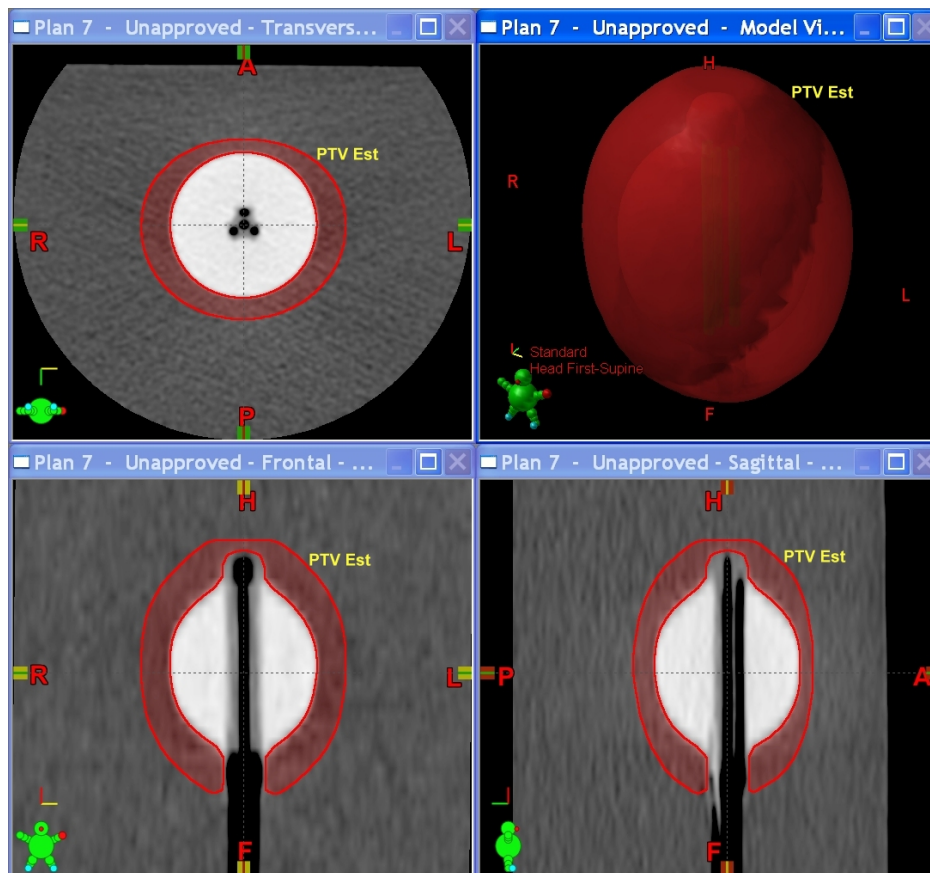 Plan 7 - Unapproved - Transvers...
A
PTV Est
R
L
P
Plan 7 - Unapproved - Model Vi...
H
PTV Est
R
L
Standard
Head First-Supine
F
Plan 7 - Unapproved - Frontal - ...
H
PTV Est
R
L
F
Plan 7 - Unapproved - Sagittal - ...
H
PTV Est
P
A
F